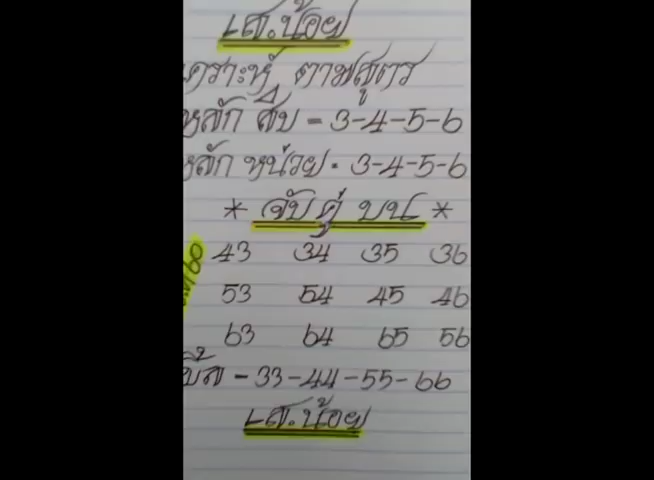 เส.น้อย
เคราะห์ ตามสูตร
หลัก สิบ = 3-4-5-6
หลัก หน่วย. 3-4-5-6
* จับคู่ บน *
43 34 35 36
53 54 45 46
63 64 65 56
- 33-44-55-66
เส.น้อย